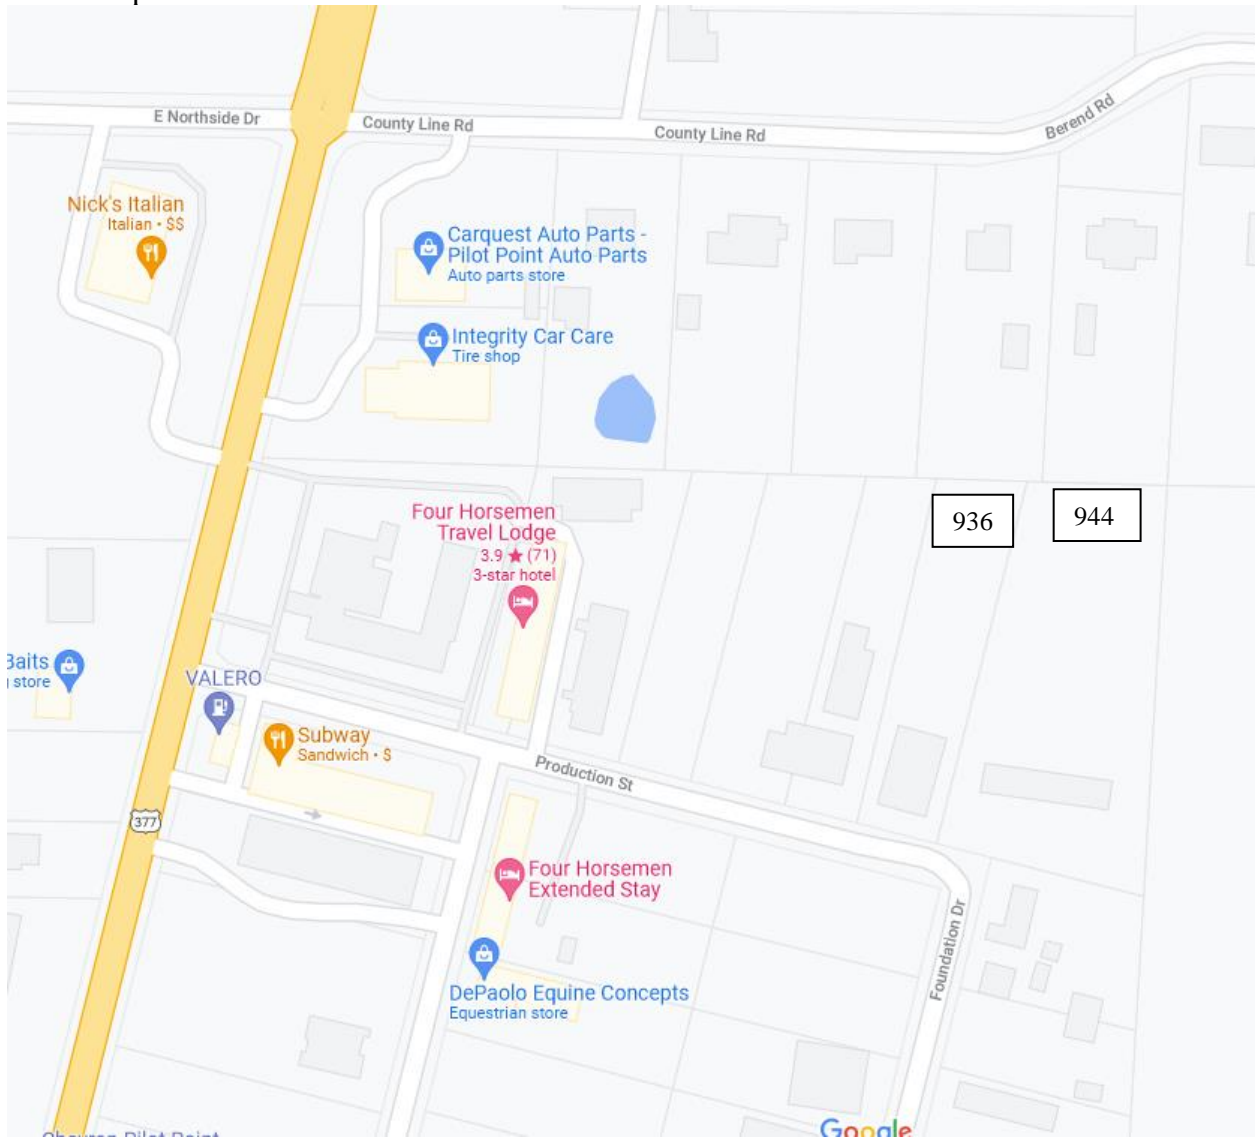 E Northside Dr
County Line Rd
County Line Rd
Berend Rd
Nick's Italian
Italian • $$
Carquest Auto Parts -
Pilot Point Auto Parts
Auto parts store
Integrity Car Care
Tire shop
Four Horsemen
Travel Lodge
3.9 ★ (71)
3-star hotel
936
944
Baits
store
VALERO
Subway
Sandwich • $
Production St
377
Four Horsemen
Extended Stay
Foundation Dr
DePaolo Equine Concepts
Equestrian store
Chevron Pilot Point
Google